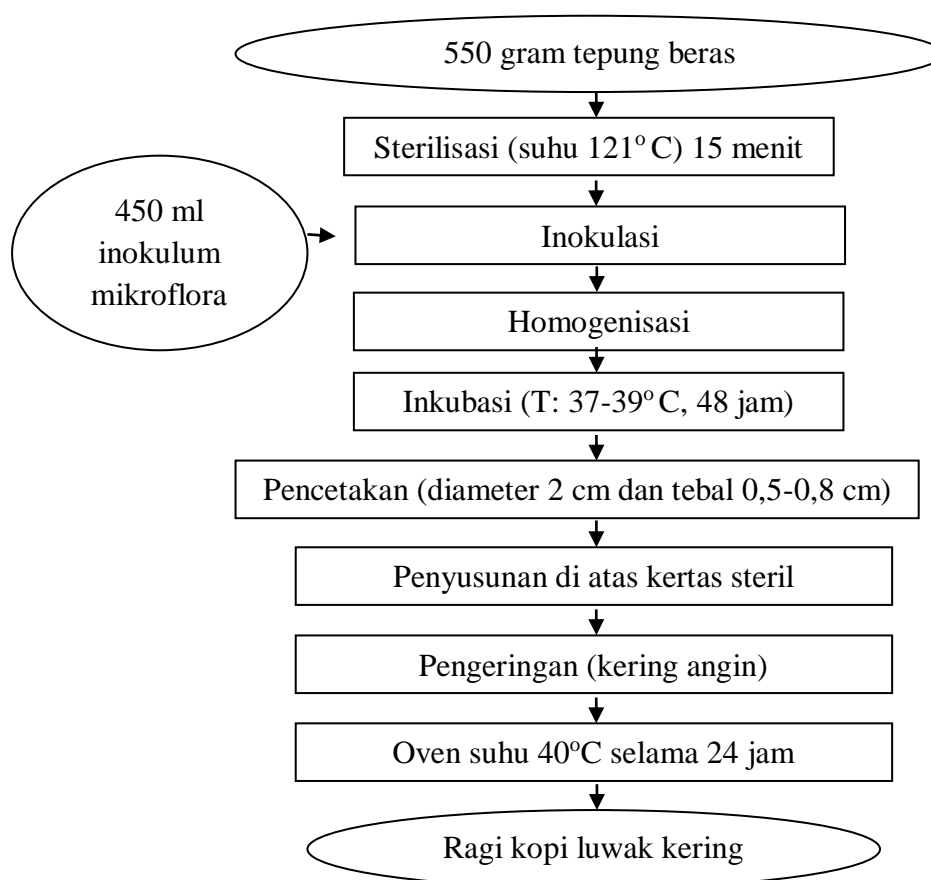 550 gram tepung beras
Sterilisasi (suhu 121° C) 15 menit
450 ml
inokulum
mikroflora
Inokulasi
Homogenisasi
Inkubasi (T: 37-39° C, 48 jam)
Pencetakan (diameter 2 cm dan tebal 0,5-0,8 cm)
Penyusunan di atas kertas steril
Pengeringan (kering angin)
Oven suhu 40°C selama 24 jam
Ragi kopi luwak kering